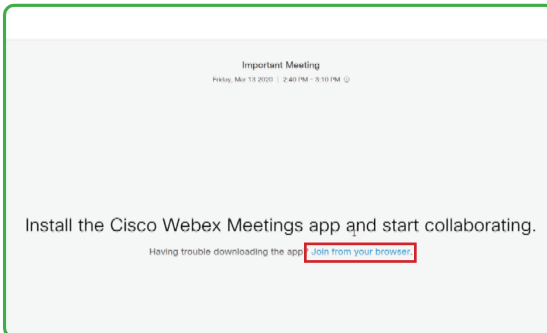 Important Meeting
Friday, Mar 13 2020 | 2:40 PM - 3:10 PM
Install the Cisco Webex Meetings app and start collaborating.
Having trouble downloading the app? Join from your browser.